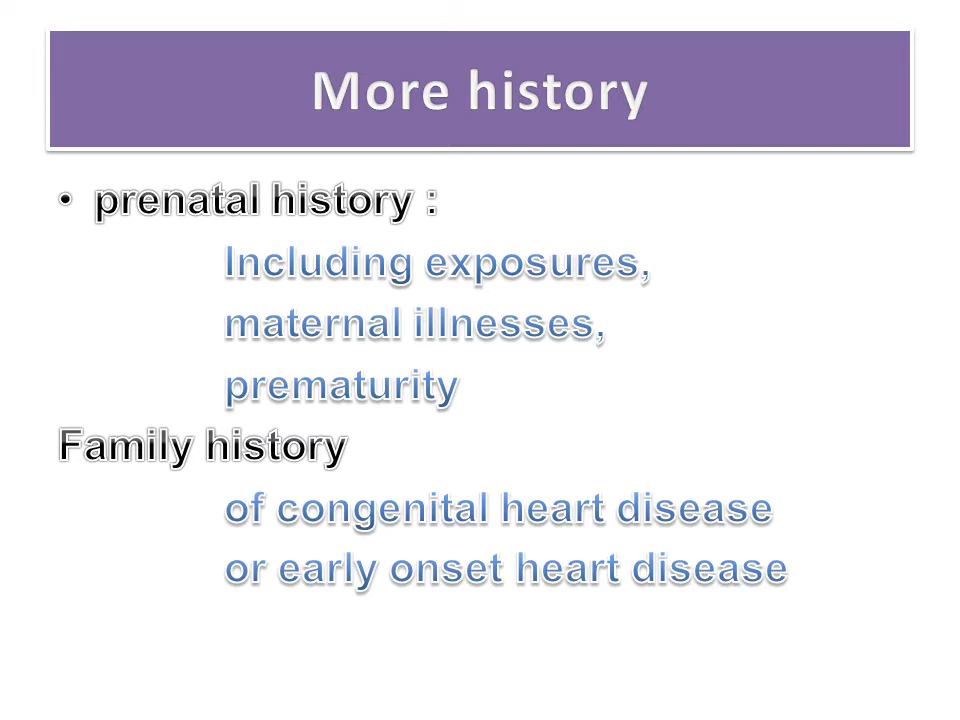 More history
• prenatal history :
Including exposures,
maternal illnesses,
prematurity
Family history
of congenital heart disease
or early onset heart disease